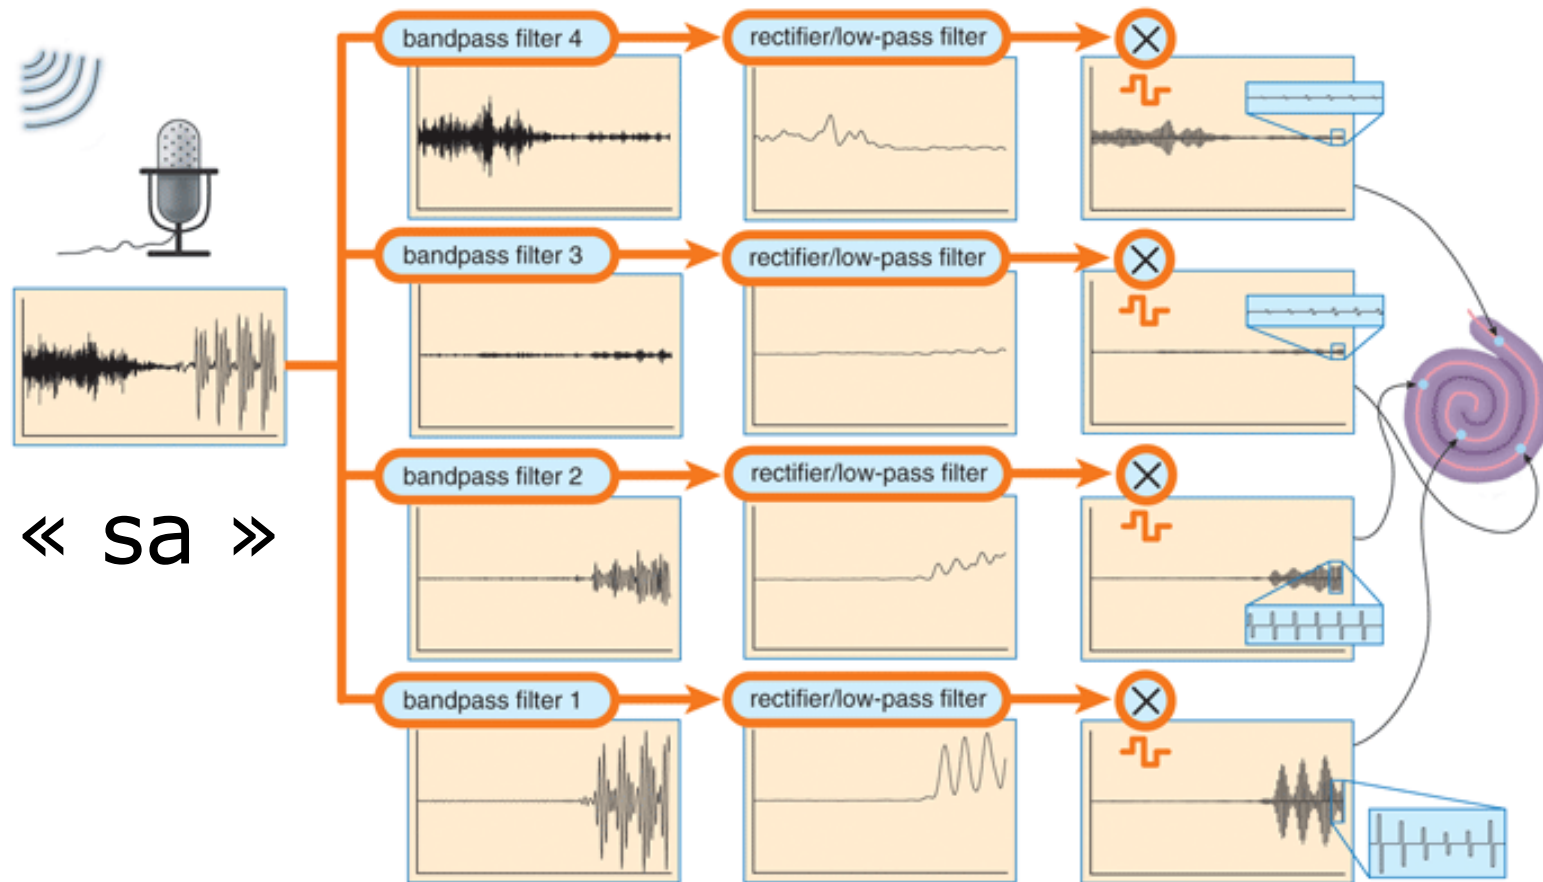 bandpass filter 4
rectifier/low-pass filter
bandpass filter 3
rectifier/low-pass filter
« sa »
bandpass filter 2
rectifier/low-pass filter
bandpass filter 1
rectifier/low-pass filter